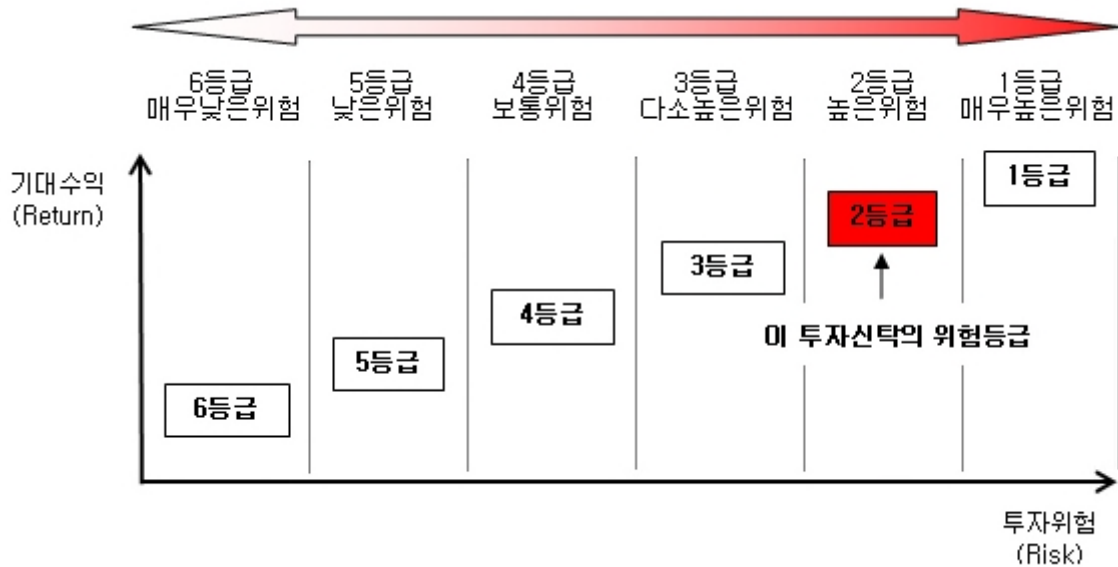 6등급
매우낮은위험
5등급
낮은위험
4등급
보통위험
3등급
다소높은위험
2등급
높은위험
1등급
매우높은위험
기대수익
(Return)
1등급
2등급
3등급
4등급
이 투자신탁의 위험등급
5등급
6등급
투자위험
(Risk)